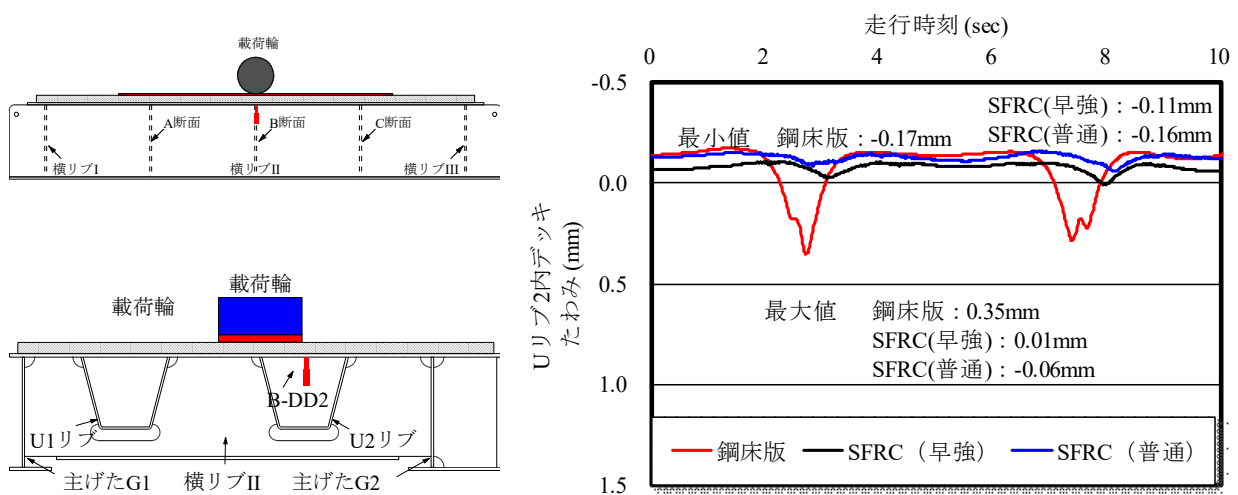 載荷輪
A断面
B断面
C断面
横リブI
横リブII
横リブIII
載荷輪
載荷輪
B-DD2
U1リブ
U2リブ
主げたG1
横リブII
主げたG2
走行時刻 (sec)
0
2
4
6
8
10
-0.5
0.0
0.5
1.0
1.5
Uリブ2内デッキ
たわみ (mm)
SFRC(早強) : -0.11mm
最小値 鋼床版 : -0.17mm
SFRC(普通) : -0.16mm
最大値 鋼床版 : 0.35mm
SFRC(早強) : 0.01mm
SFRC(普通) : -0.06mm
鋼床版
SFRC（早強）
SFRC（普通）